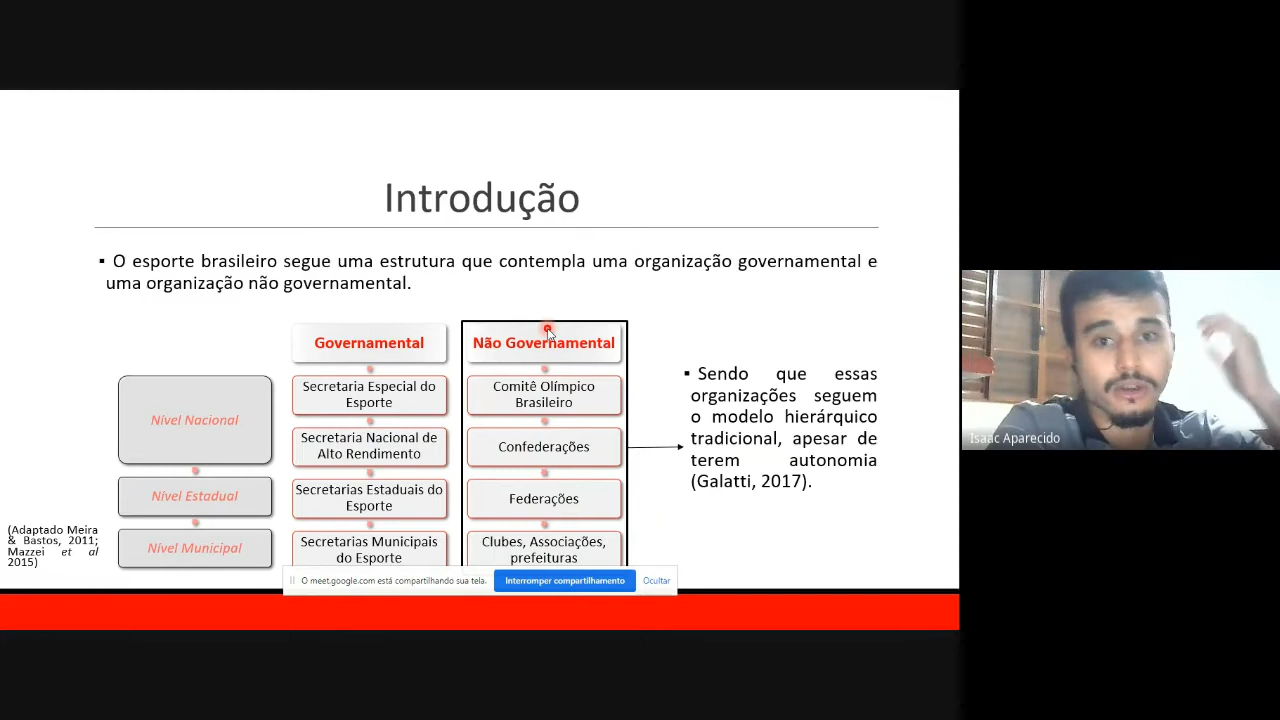 Introdução
▪ O esporte brasileiro segue uma estrutura que contempla uma organização governamental e
uma organização não governamental.
Governamental
Não Governamental
Nível Nacional
Secretaria Especial do
Esporte
Comitê Olímpico
Brasileiro
Secretaria Nacional de
Alto Rendimento
Confederações
Nível Estadual
Secretarias Estaduais do
Esporte
Federações
Nível Municipal
Secretarias Municipais
do Esporte
Clubes, Associações,
prefeituras
▪ Sendo que essas
organizações seguem
o modelo hierárquico
tradicional, apesar de
terem autonomia
(Galatti, 2017).
(Adaptado Meira
& Bastos, 2011;
Mazzei et al
2015)
O meet.google.com está compartilhando sua tela.
Interromper compartilhamento
Ocultar
Isaac Aparecido